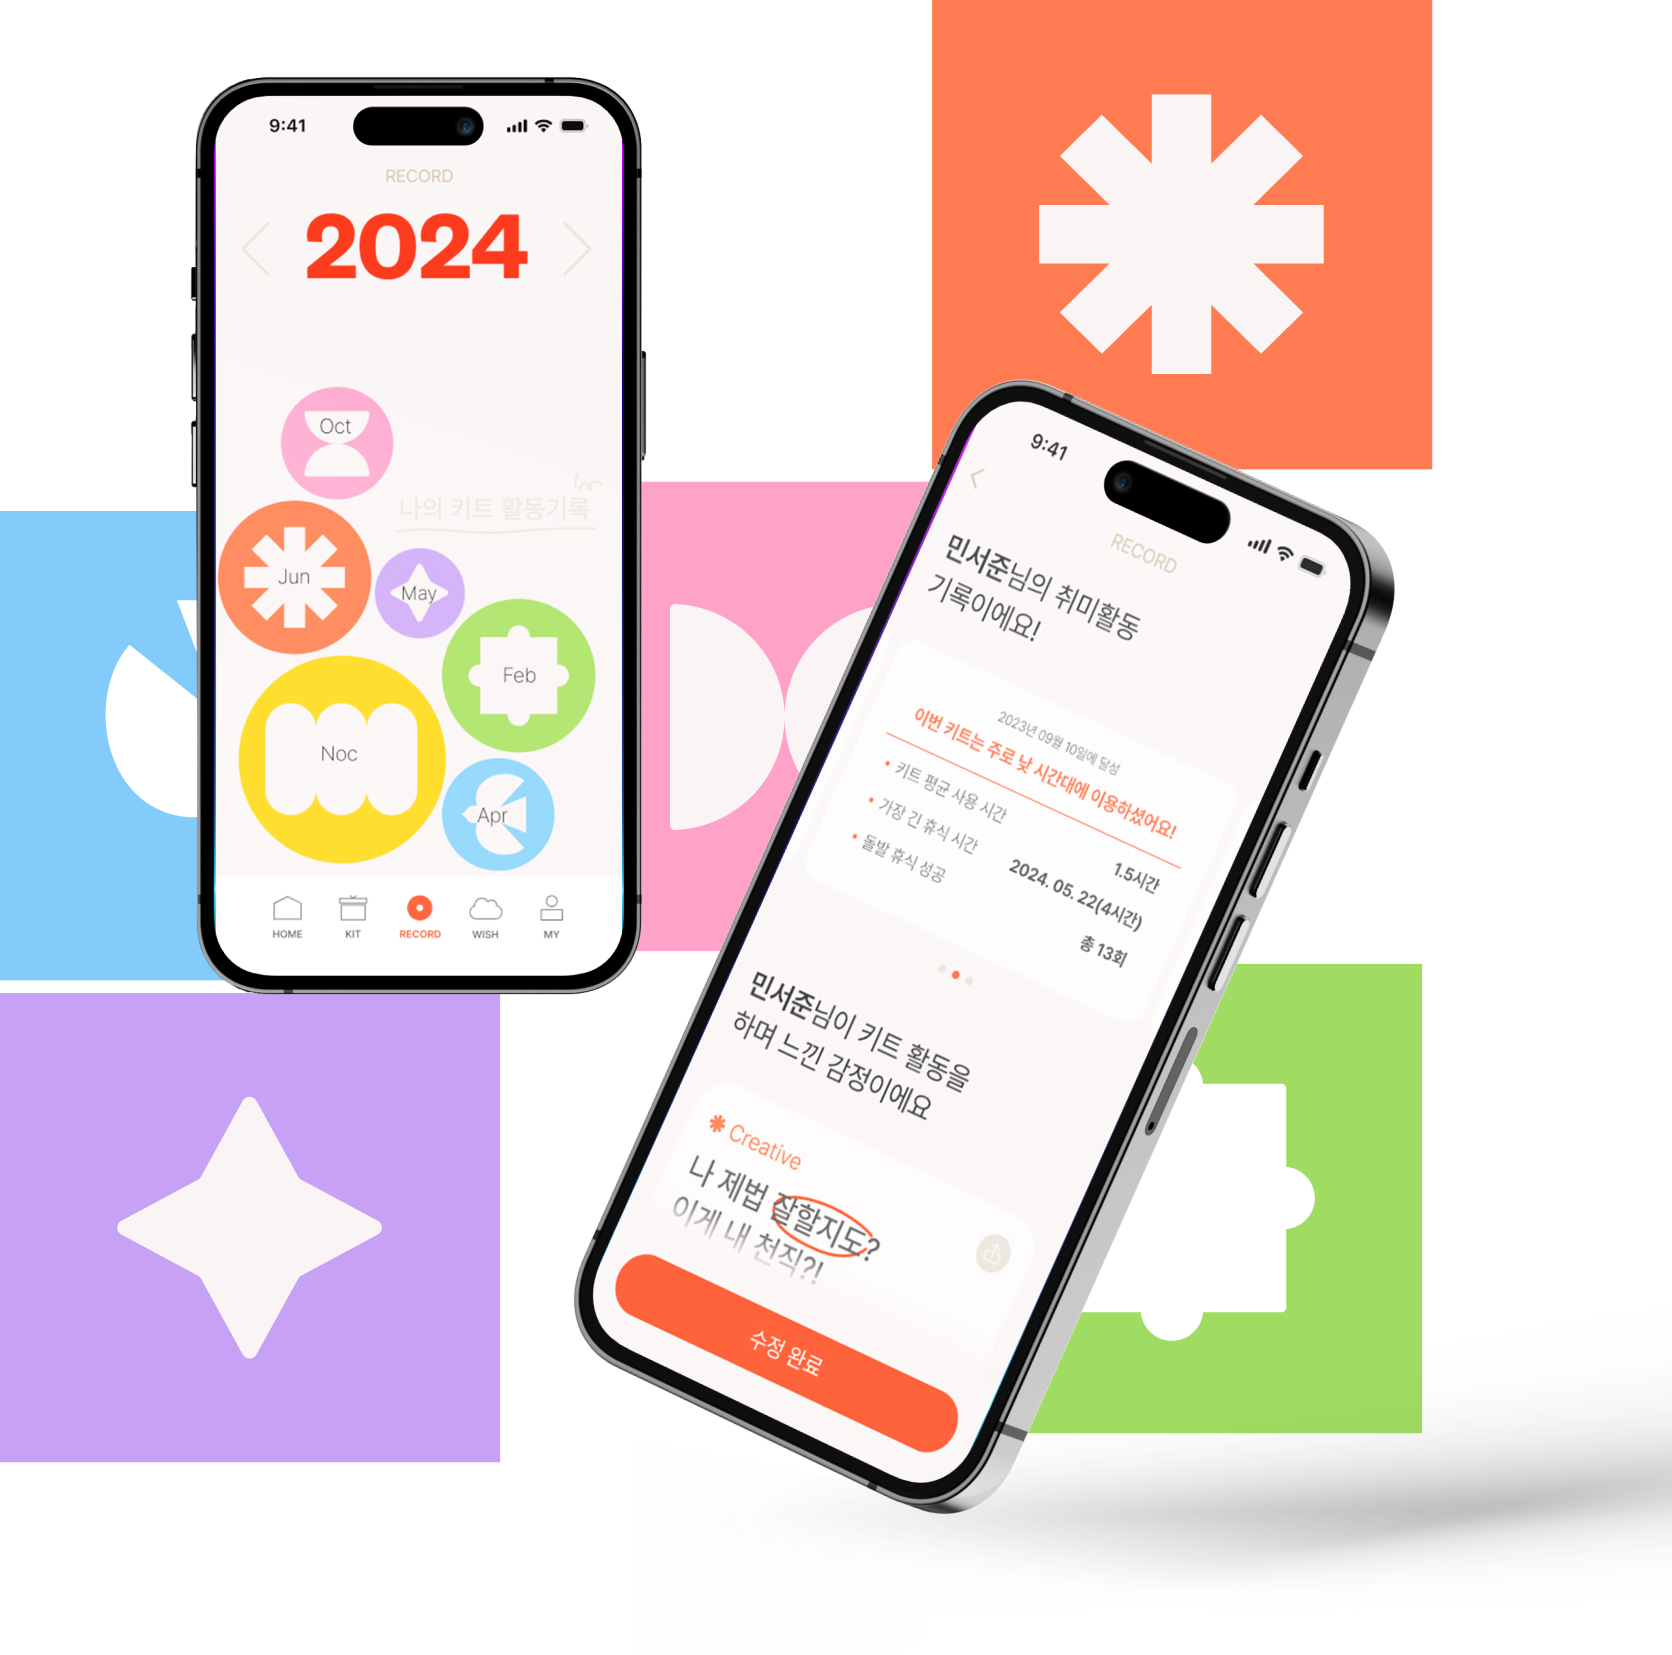 9:41
RECORD
2024
Oct
나의 키트 활동기록
Jun
May
Feb
Noc
Apr
HOME
KIT
RECORD
WISH
MY
9:41
RECORD
민서준님의 취미활동
기록이에요!
2023년 09월 10일에 달성
이번 키트는 주로 낮 시간대에 이용하셨어요!
키트 평균 사용 시간
1.5시간
가장 긴 휴식 시간
2024. 05. 22(4시간)
돌발 휴식 성공
총 13회
민서준님이 키트 활동을
하며 느낀 감정이에요
Creative
나 제법 잘할지도?
이게 내 천직?!
수정 완료